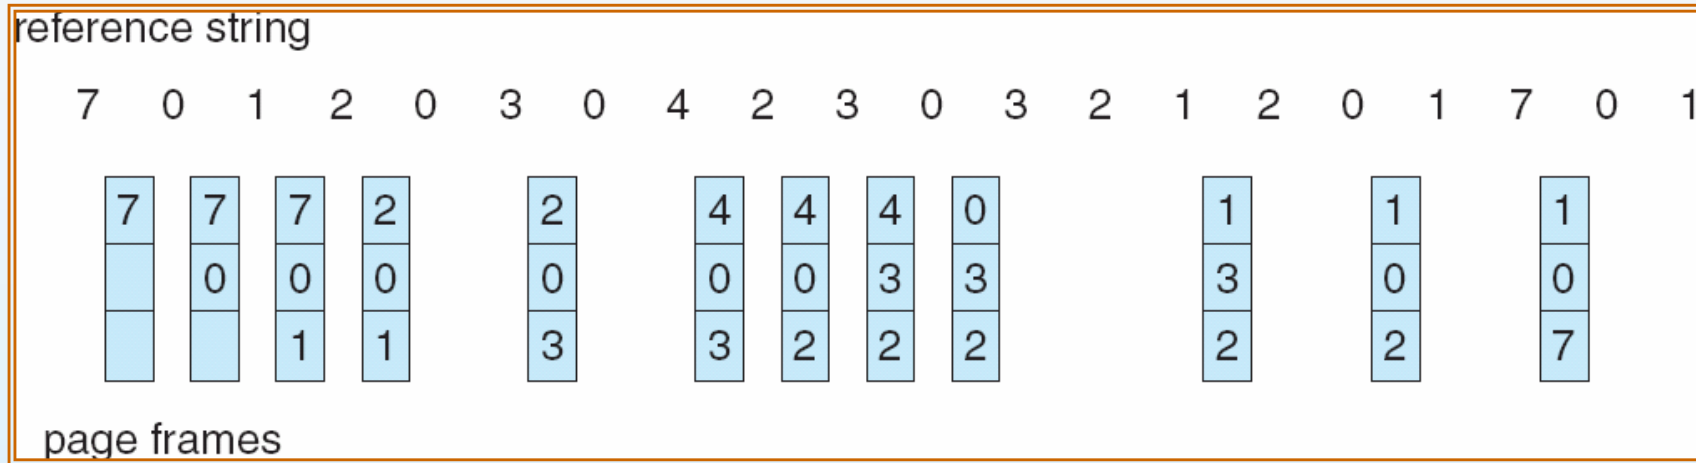 reference string
7 0 1 2 0 3 0 4 2 3 0 3 2 1 2 0 1 7 0 1
7 7 7 2 2 4 4 4 0 1 1 1
0 0 0 0 0 0 3 3 3 0 0
1 1 3 3 2 2 2 2 2 7
page frames